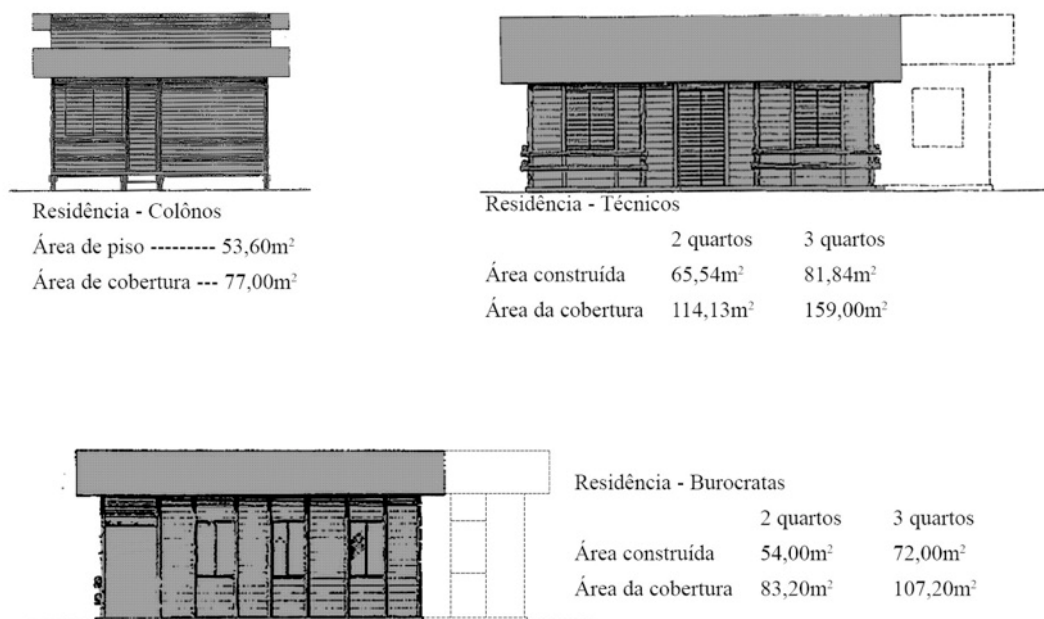 Residência - Colônos
Área de piso --------- 53,60m²
Área de cobertura --- 77,00m²
Residência - Técnicos
2 quartos 3 quartos
Área construída 65,54m² 81,84m²
Área da cobertura 114,13m² 159,00m²
Residência - Burocratas
2 quartos 3 quartos
Área construída 54,00m² 72,00m²
Área da cobertura 83,20m² 107,20m²